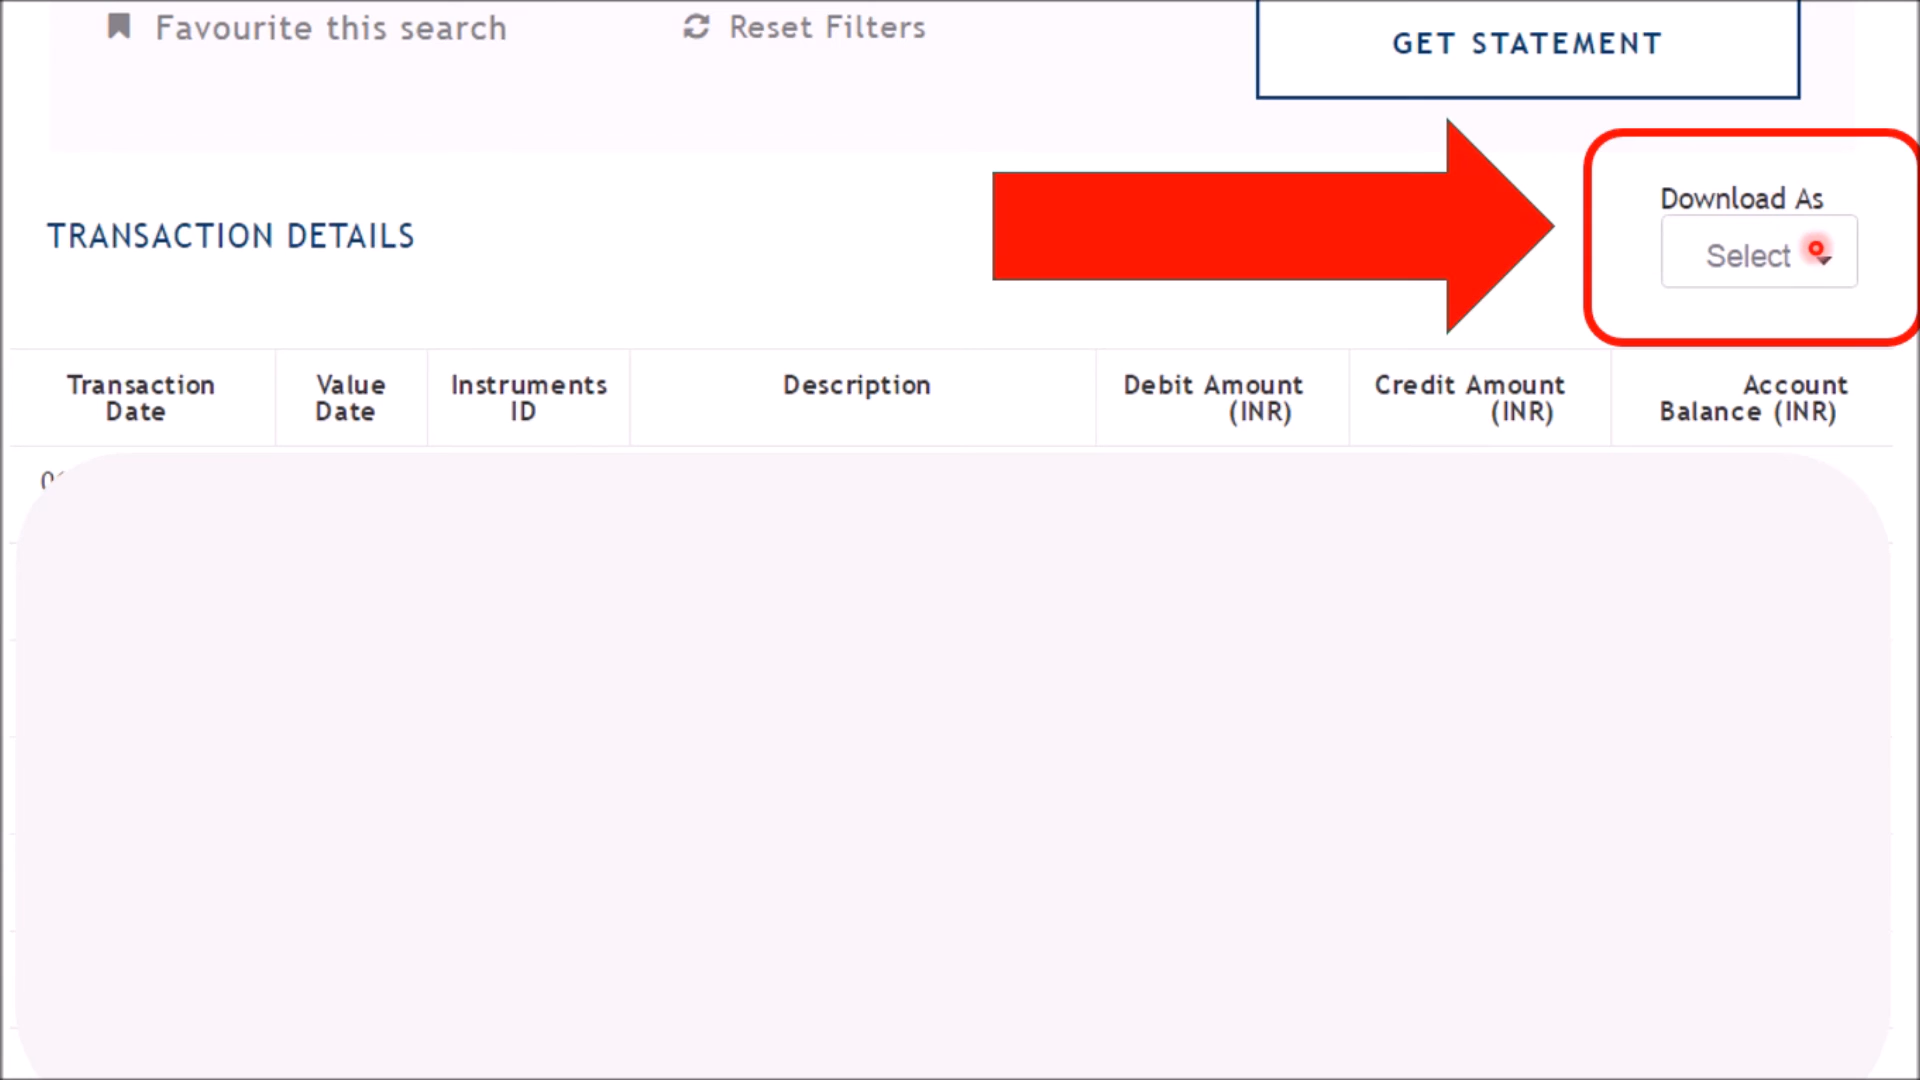 Favourite this search
Reset Filters
GET STATEMENT
TRANSACTION DETAILS
Download As
Select
Transaction Date
Value Date
Instruments ID
Description
Debit Amount (INR)
Credit Amount (INR)
Account Balance (INR)